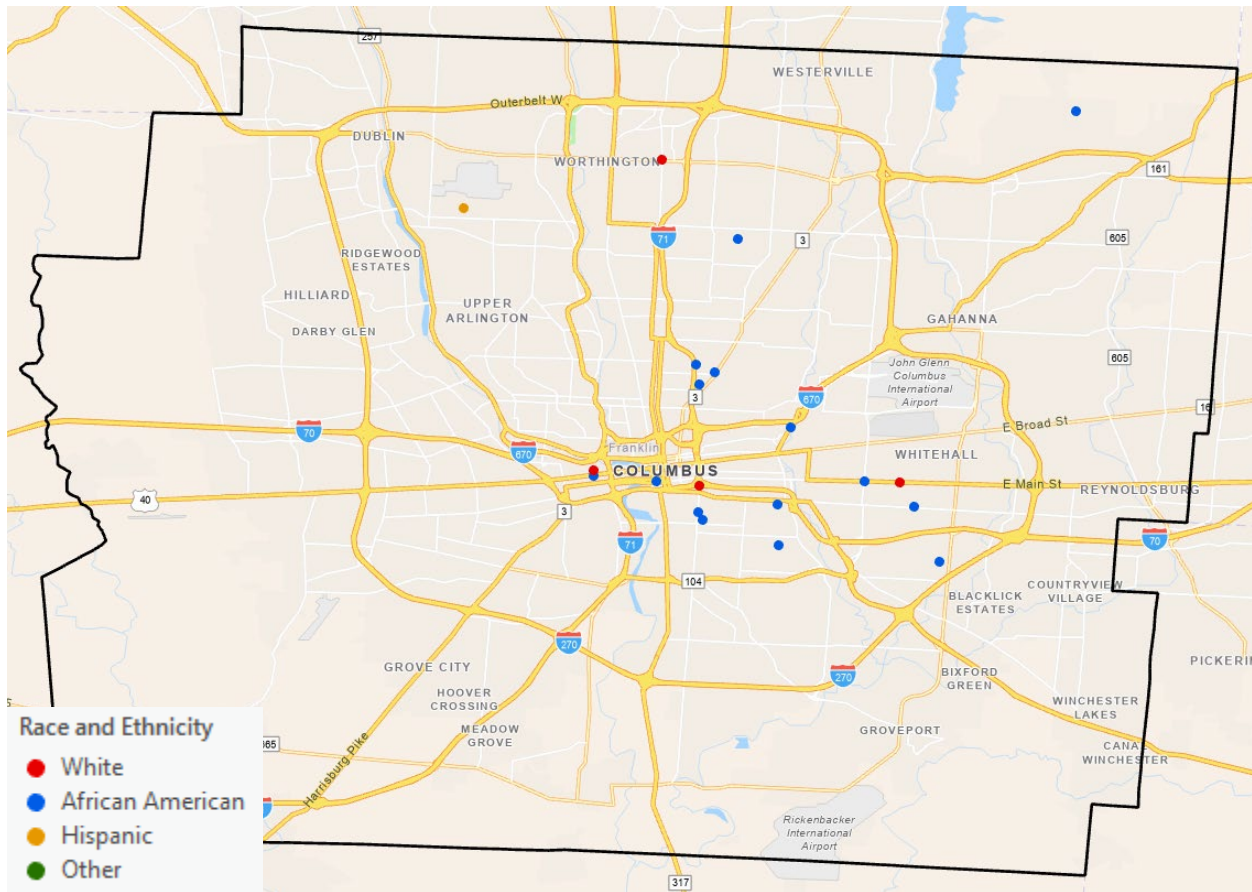 257
WESTERVILLE
Outerbelt W
DUBLIN
WORTHINGTON
161
71
3
605
RIDGEWOOD
ESTATES
HILLIARD
UPPER
ARLINGTON
GAHANNA
DARBY GLEN
605
John Glenn
Columbus
International
Airport
3
670
16
70
E Broad St
Franklin
670
WHITEHALL
COLUMBUS
E Main St
REYNOLDSBURG
40
3
71
70
104
COUNTRYVIEW
VILLAGE
BLACKLICK
ESTATES
270
GROVE CITY
PICKERIN
270
BIXFORD
GREEN
HOOVER
CROSSING
WINCHESTER
LAKES
MEADOW
GROVE
GROVEPORT
CANAL
WINCHESTER
Harrisburg Pike
665
Rickenbacker
International
Airport
317
Race and Ethnicity
White
African American
Hispanic
Other